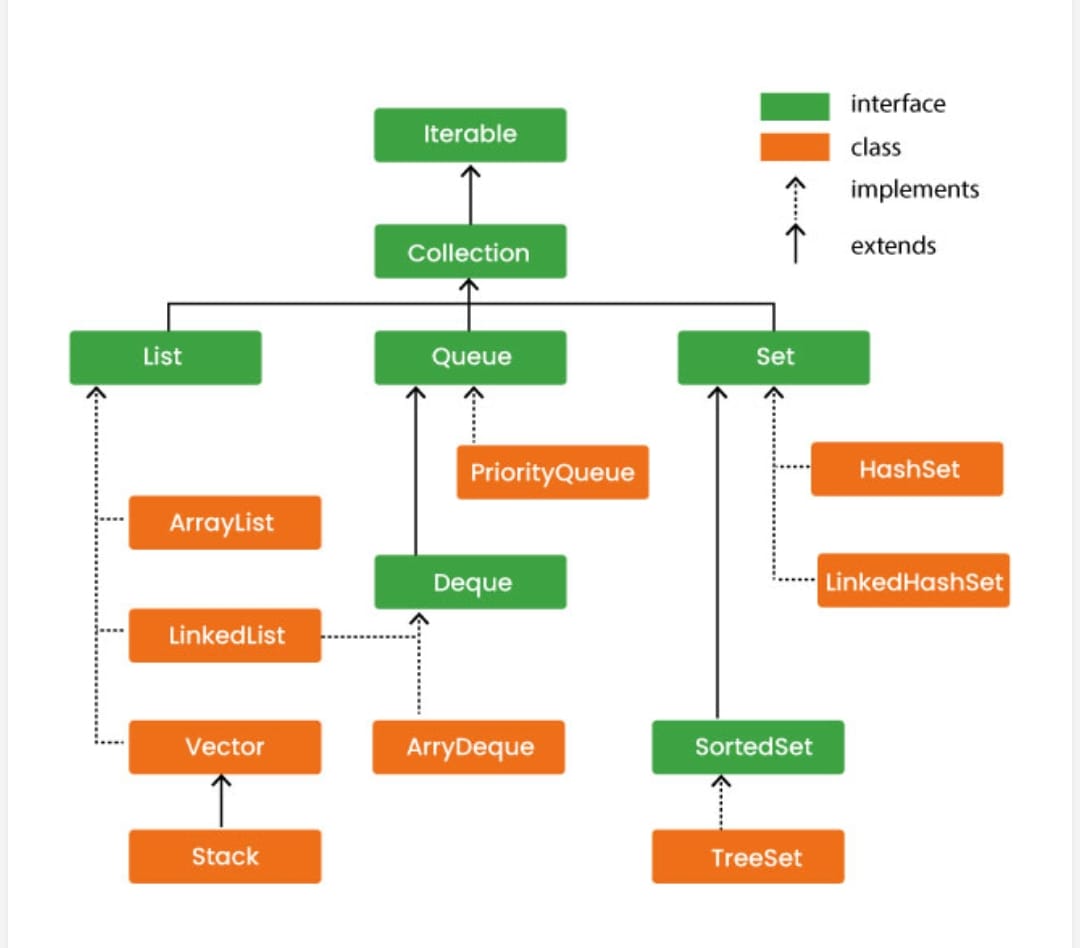 Iterable
interface
class
implements
extends
Collection
List
Queue
Set
PriorityQueue
HashSet
ArrayList
Deque
LinkedHashSet
LinkedList
Vector
ArryDeque
SortedSet
Stack
TreeSet